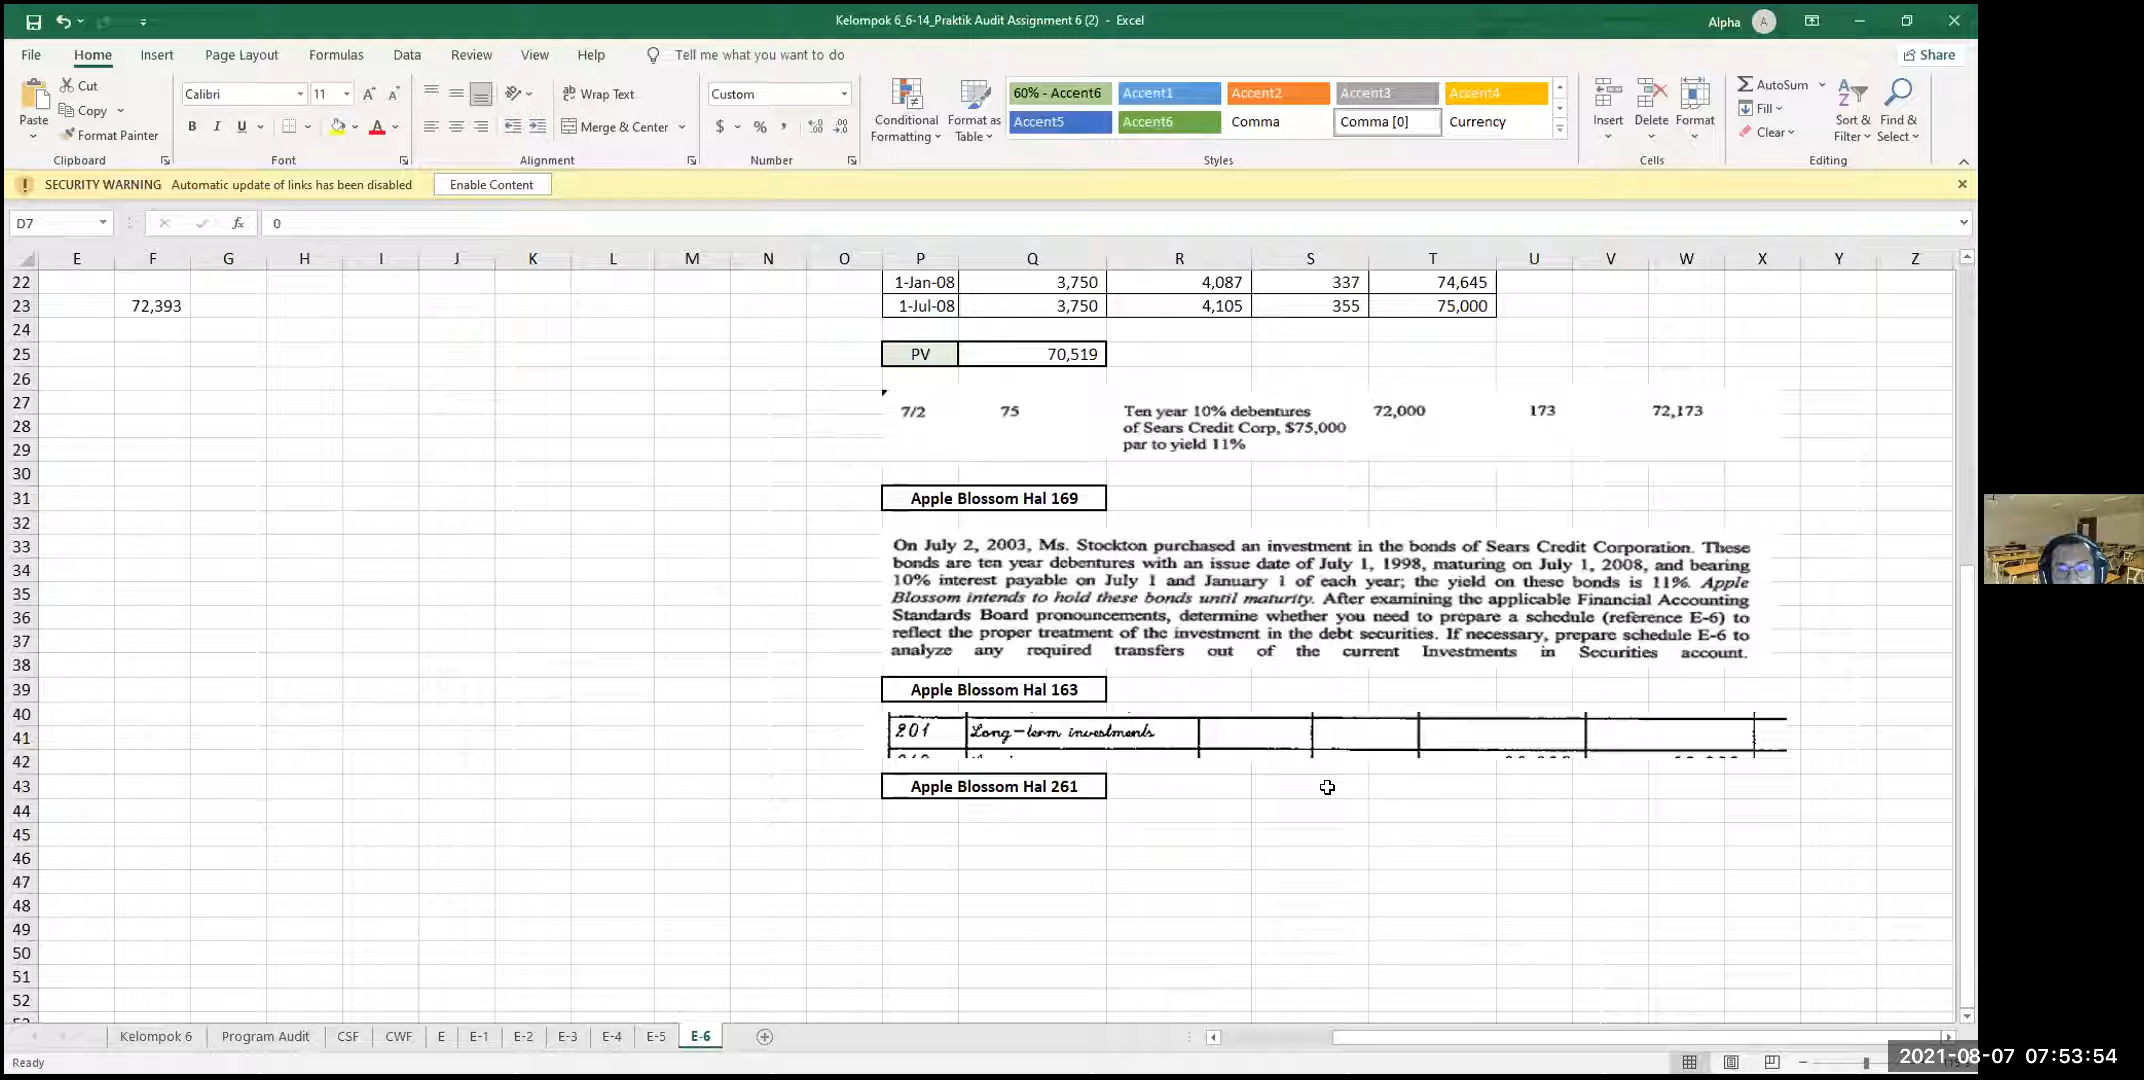 Kelompok 6_6-14_Praktik Audit Assignment 6 (2) - Excel
Alpha A
File Home Insert Page Layout Formulas Data Review View Help Tell me what you want to do Share
Paste Cut
Copy
Format Painter
Clipboard
Calibri 11 A A
B I U A
Font
ab Wrap Text
Merge & Center
Alignment
Custom
$ % ,
Number
Conditional Formatting
Format as Table
60% - Accent6 Accent1 Accent2 Accent3 Accent4
Accent5 Accent6 Comma Comma [0] Currency
Styles
Insert Delete Format
Cells
AutoSum
Fill
Clear
Sort & Filter
Find & Select
Editing
SECURITY WARNING Automatic update of links has been disabled Enable Content
D7 fx 0
E F G H I J K L M N O P Q R S T U V W X Y Z
22 1-Jan-08 3,750 4,087 337 74,645
23 72,393 1-Jul-08 3,750 4,105 355 75,000
24
25 PV 70,519
26
27 7/2 75 Ten year 10% debentures 72,000 173 72,173
28 of Sears Credit Corp, $75,000
29 par to yield 11%
30
31 Apple Blossom Hal 169
32
33 On July 2, 2003, Ms. Stockton purchased an investment in the bonds of Sears Credit Corporation. These
34 bonds are ten year debentures with an issue date of July 1, 1998, maturing on July 1, 2008, and bearing
10% interest payable on July 1 and January 1 of each year; the yield on these bonds is 11%. Apple
35 Blossom intends to hold these bonds until maturity. After examining the applicable Financial Accounting
36 Standards Board pronouncements, determine whether you need to prepare a schedule (reference E-6) to
37 reflect the proper treatment of the investment in the debt securities. If necessary, prepare schedule E-6 to
38 analyze any required transfers out of the current Investments in Securities account.
39 Apple Blossom Hal 163
40
41 201 Long-term investments
42
43 Apple Blossom Hal 261
44
45
46
47
48
49
50
51
52
Kelompok 6 Program Audit CSF CWF E E-1 E-2 E-3 E-4 E-5 E-6
Ready
2021-08-07 07:53:54